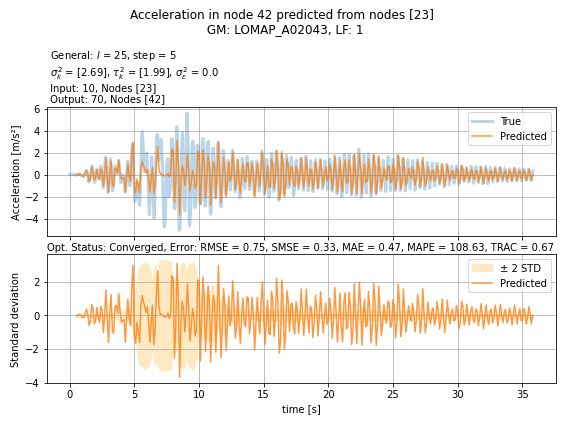 Acceleration in node 42 predicted from nodes [23]
GM: LOMAP_A02043, LF: 1
General: l = 25, step = 5
σ²ₖ = [2.69], τ²ₖ = [1.99], σ²ε = 0.0
Input: 10, Nodes [23]
Output: 70, Nodes [42]
Acceleration [m/s²]
6
4
2
0
−2
−4
True
Predicted
Opt. Status: Converged, Error: RMSE = 0.75, SMSE = 0.33, MAE = 0.47, MAPE = 108.63, TRAC = 0.67
Standard deviation
2
0
−2
−4
± 2 STD
Predicted
0 5 10 15 20 25 30 35
time [s]